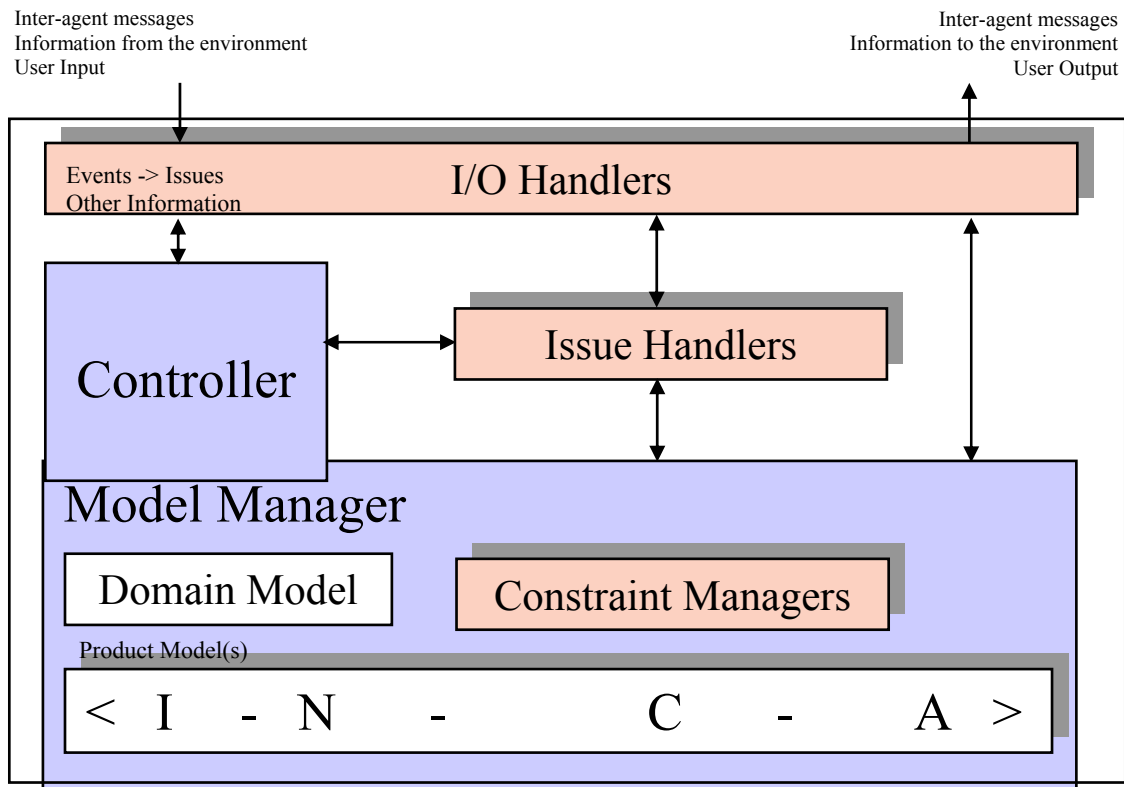 Inter-agent messages
Information from the environment
User Input
Inter-agent messages
Information to the environment
User Output
Events -> Issues
Other Information
I/O Handlers
Controller
Issue Handlers
Model Manager
Domain Model
Constraint Managers
Product Model(s)
< I - N - C - A >